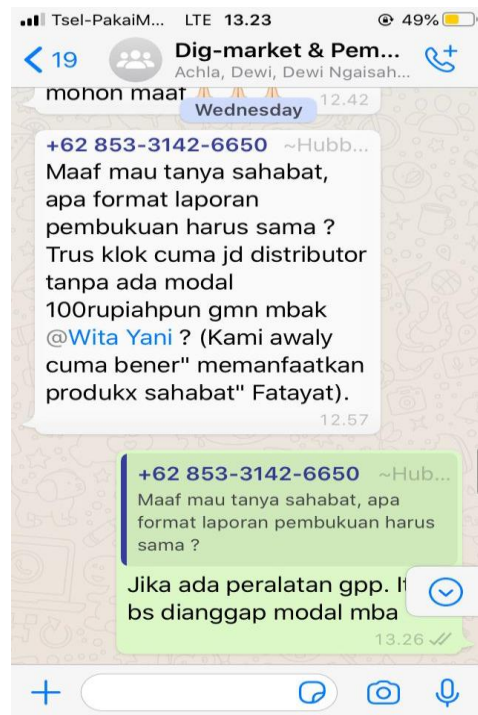 Tsel-PakaiM... LTE 13.23 49%
19 Dig-market & Pem...
Achla, Dewi, Dewi Ngaisah...
mohon maaf 12.42
Wednesday
+62 853-3142-6650 ~Hubb...
Maaf mau tanya sahabat,
apa format laporan
pembukuan harus sama ?
Trus klok cuma jd distributor
tanpa ada modal
100rupiahpun gmn mbak
@Wita Yani ? (Kami awaly
cuma bener" memanfaatkan
produkx sahabat" Fatayat).
12.57
+62 853-3142-6650 ~Hub...
Maaf mau tanya sahabat, apa
format laporan pembukuan harus
sama ?
Jika ada peralatan gpp.
bs dianggap modal mba
13.26